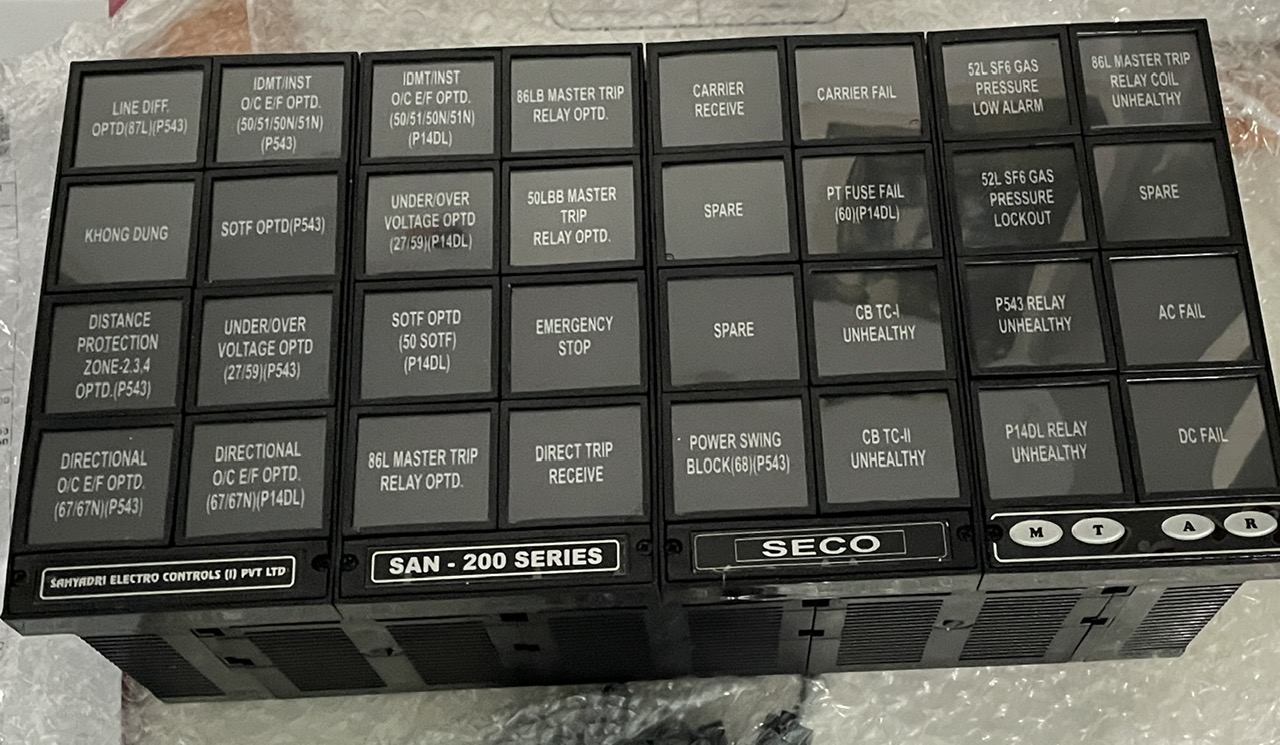 LINE DIFF.
OPTD(87L)(P543)
IDMT/INST
O/C E/F OPTD.
(50/51/50N/51N)
(P543)
IDMT/INST
O/C E/F OPTD.
(50/51/50N/51N)
(P14DL)
86LB MASTER TRIP
RELAY OPTD.
CARRIER
RECEIVE
CARRIER FAIL
52L SF6 GAS
PRESSURE
LOW ALARM
86L MASTER TRIP
RELAY COIL
UNHEALTHY
KHONG DUNG
SOTF OPTD(P543)
UNDER/OVER
VOLTAGE OPTD
(27/59)(P14DL)
50LBB MASTER
TRIP
RELAY OPTD.
SPARE
PT FUSE FAIL
(60)(P14DL)
52L SF6 GAS
PRESSURE
LOCKOUT
SPARE
DISTANCE
PROTECTION
ZONE-2,3,4
OPTD.(P543)
UNDER/OVER
VOLTAGE OPTD
(27/59)(P543)
SOTF OPTD
(50 SOTF)
(P14DL)
EMERGENCY
STOP
SPARE
CB TC-I
UNHEALTHY
P543 RELAY
UNHEALTHY
AC FAIL
DIRECTIONAL
O/C E/F OPTD.
(67/67N)(P543)
DIRECTIONAL
O/C E/F OPTD.
(67/67N)(P14DL)
86L MASTER TRIP
RELAY OPTD.
DIRECT TRIP
RECEIVE
POWER SWING
BLOCK(68)(P543)
CB TC-II
UNHEALTHY
P14DL RELAY
UNHEALTHY
DC FAIL
SAHYADRI ELECTRO CONTROLS (I) PVT LTD
SAN - 200 SERIES
SECO
M T A R